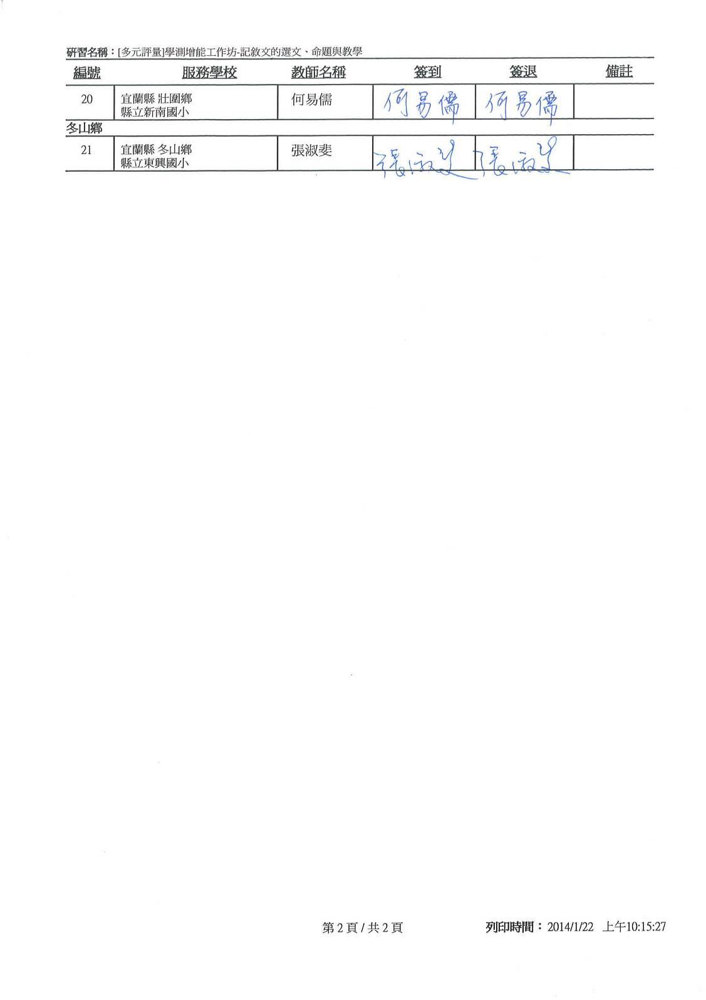 研習名稱：[多元評量]學測增能工作坊-記敘文的選文、命題與教學
編號 服務學校 教師名稱 簽到 簽退 備註
20 宜蘭縣 壯圍鄉 何易儒 何易儒 何易儒
縣立新南國小
冬山鄉
21 宜蘭縣 冬山鄉 張淑斐 張淑斐 張淑斐
縣立東興國小
第 2 頁 / 共 2 頁 列印時間： 2014/1/22 上午10:15:27